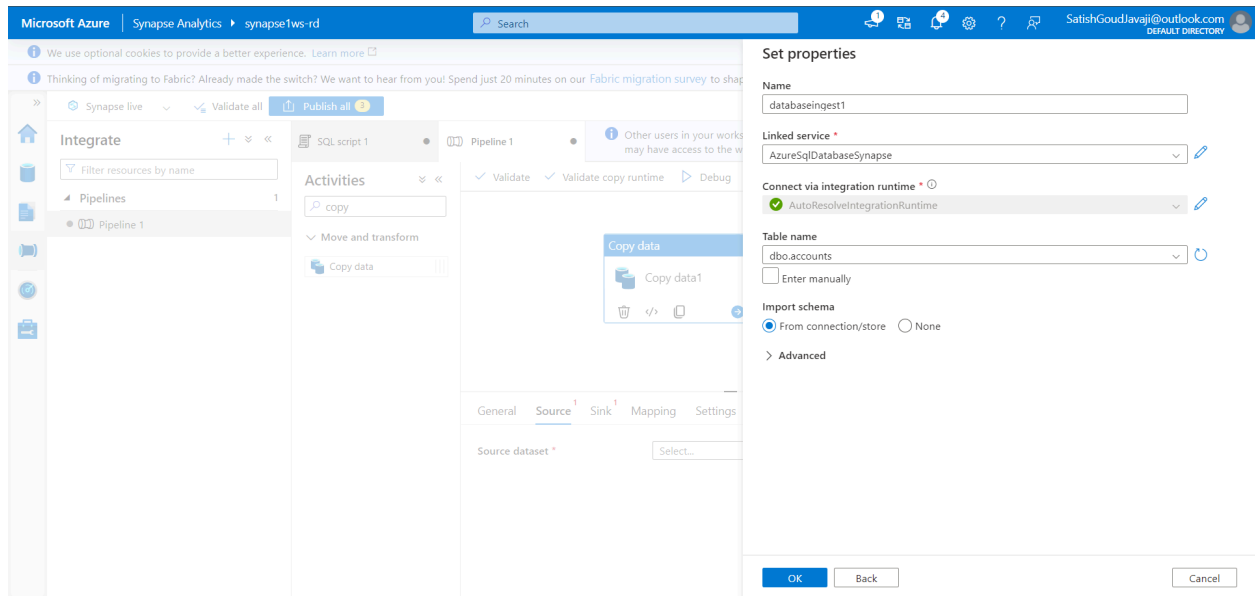 Microsoft Azure
Synapse Analytics
synapse1ws-rd
Search
1
4
SatishGoudJavaji@outlook.com
DEFAULT DIRECTORY
We use optional cookies to provide a better experience. Learn more
Thinking of migrating to Fabric? Already made the switch? We want to hear from you! Spend just 20 minutes on our Fabric migration survey to shap
Synapse live
Validate all
Publish all 3
Integrate
Filter resources by name
Pipelines 1
Pipeline 1
SQL script 1
Pipeline 1
Other users in your works
may have access to the w
Activities
copy
Move and transform
Copy data
Validate
Validate copy runtime
Debug
Copy data
Copy data1
General
Source 1
Sink 1
Mapping
Settings
Source dataset *
Select...
Set properties
Name
databaseinqest1
Linked service *
AzureSqlDatabaseSynapse
Connect via integration runtime *
AutoResolveIntegrationRuntime
Table name
dbo.accounts
Enter manually
Import schema
From connection/store
None
Advanced
OK
Back
Cancel